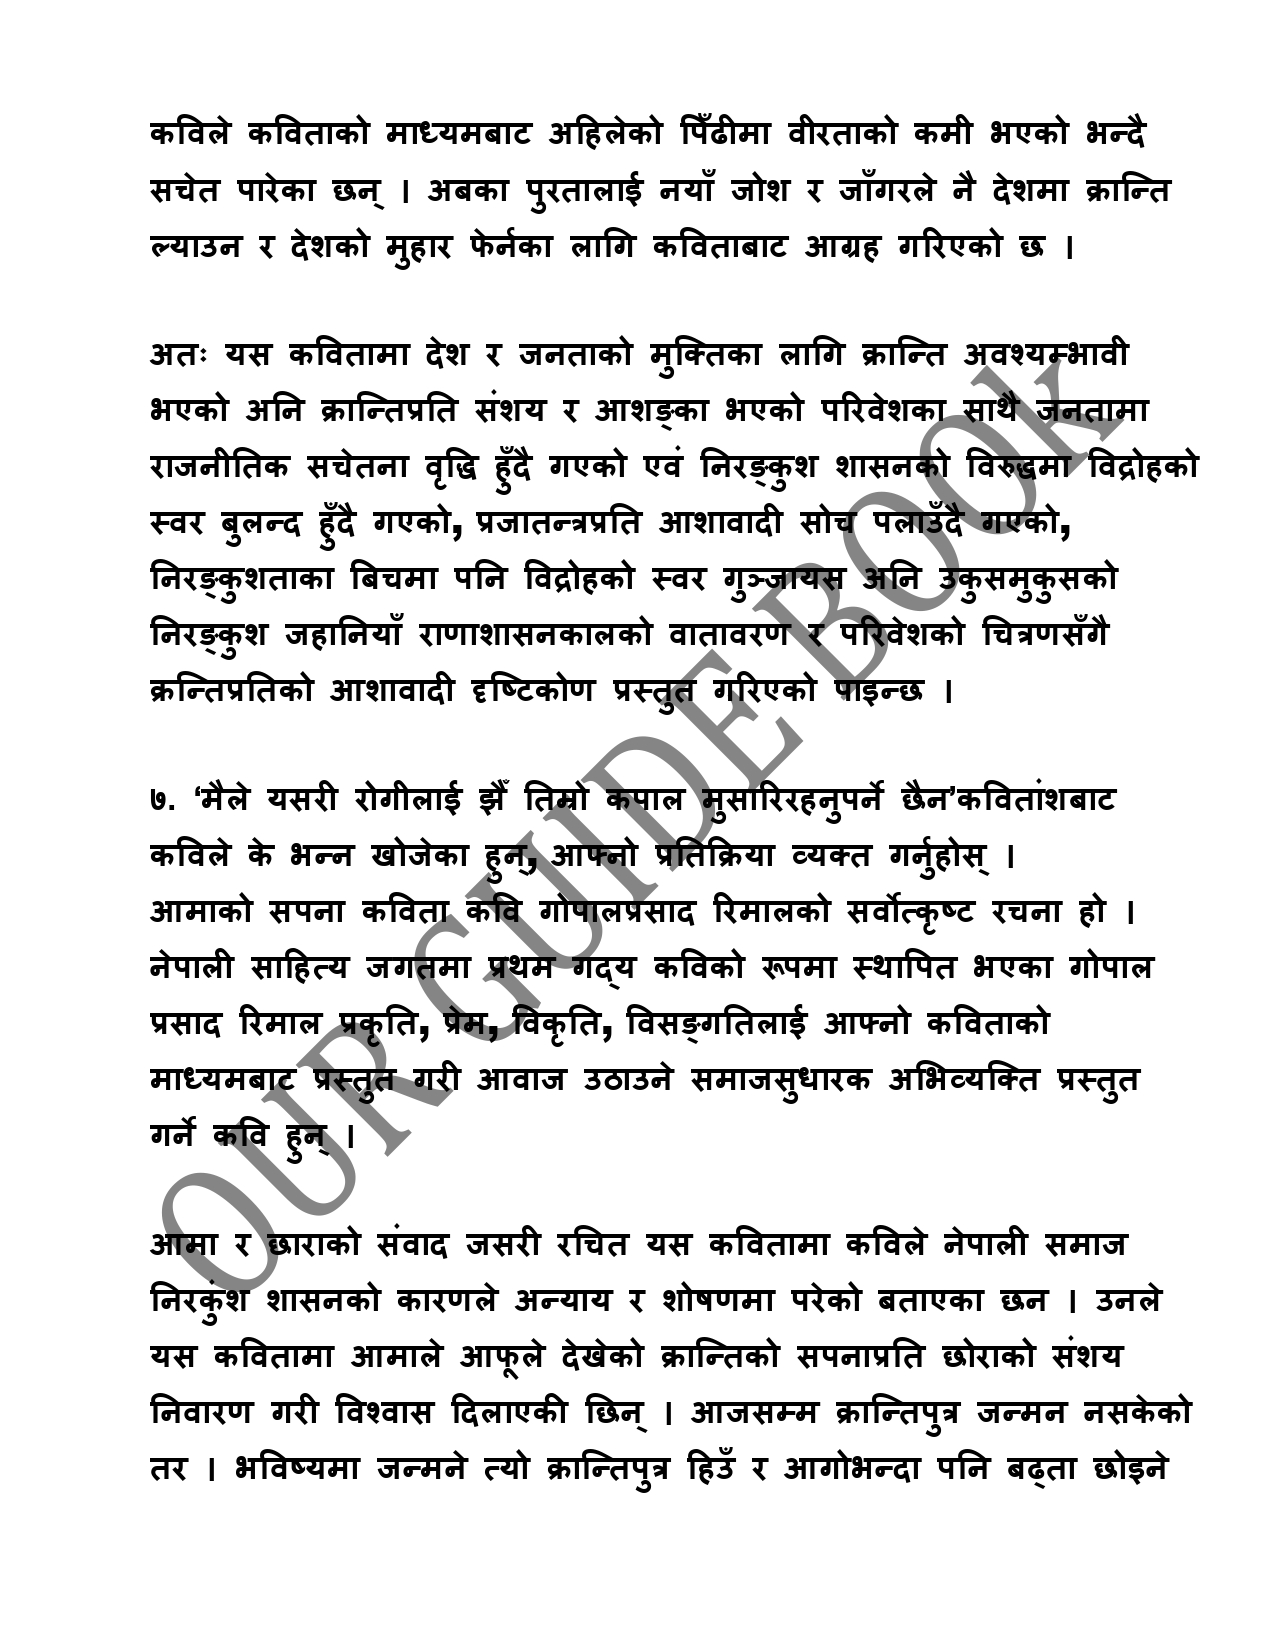 कविले कविताको माध्यमबाट अहिलेको पिँढीमा वीरताको कमी भएको भन्दै
सचेत पारेका छन् । अबका पुरतालाई नयाँ जोश र जाँगरले नै देशमा क्रान्ति
ल्याउन र देशको मुहार फेर्नका लागि कविताबाट आग्रह गरिएको छ ।
अतः यस कवितामा देश र जनताको मुक्तिका लागि क्रान्ति अवश्यम्भावी
भएको अनि क्रान्तिप्रति संशय र आशङ्का भएको परिवेशका साथै जनतामा
राजनीतिक सचेतना वृद्धि हुँदै गएको एवं निरङ्कुश शासनको विरुद्धमा विद्रोहको
स्वर बुलन्द हुँदै गएको, प्रजातन्त्रप्रति आशावादी सोच पलाउँदै गएको,
निरङ्कुशताका बिचमा पनि विद्रोहको स्वर गुञ्जायस अनि उकुसमुकुसको
निरङ्कुश जहानियाँ राणाशासनकालको वातावरण र परिवेशको चित्रणसँगै
क्रन्तिप्रतिको आशावादी दृष्टिकोण प्रस्तुत गरिएको पाइन्छ ।
७. ‘मैले यसरी रोगीलाई झैँ तिम्रो कपाल मुसारिरहनुपर्ने छैन’कवितांशबाट
कविले के भन्न खोजेका हुन्, आफ्नो प्रतिक्रिया व्यक्त गर्नुहोस् ।
आमाको सपना कविता कवि गोपालप्रसाद रिमालको सर्वोत्कृष्ट रचना हो ।
नेपाली साहित्य जगतमा प्रथम गद्य कविको रूपमा स्थापित भएका गोपाल
प्रसाद रिमाल प्रकृति, प्रेम, विकृति, विसङ्गतिलाई आफ्नो कविताको
माध्यमबाट प्रस्तुत गरी आवाज उठाउने समाजसुधारक अभिव्यक्ति प्रस्तुत
गर्ने कवि हुन् ।
आमा र छाराको संवाद जसरी रचित यस कवितामा कविले नेपाली समाज
निरकुंश शासनको कारणले अन्याय र शोषणमा परेको बताएका छन । उनले
यस कवितामा आमाले आफूले देखेको क्रान्तिको सपनाप्रति छोराको संशय
निवारण गरी विश्वास दिलाएकी छिन् । आजसम्म क्रान्तिपुत्र जन्मन नसकेको
तर । भविष्यमा जन्मने त्यो क्रान्तिपुत्र हिउँ र आगोभन्दा पनि बढ्ता छोइने
OUR GUIDE BOOK